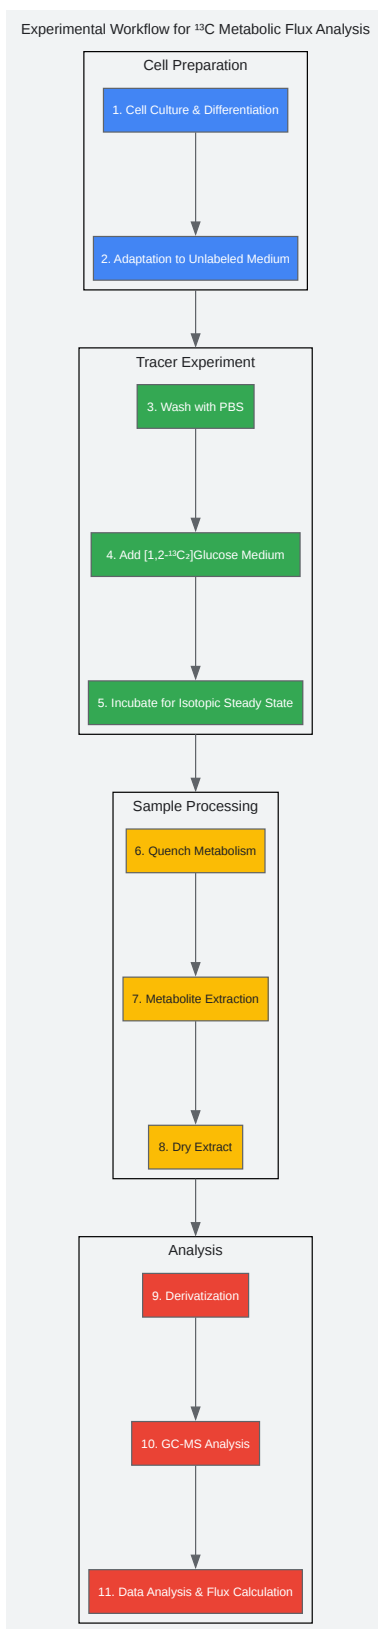 Experimental Workflow for ¹³C Metabolic Flux Analysis
Cell Preparation
1. Cell Culture & Differentiation
2. Adaptation to Unlabeled Medium
Tracer Experiment
3. Wash with PBS
4. Add [1,2-¹³C₂]Glucose Medium
5. Incubate for Isotopic Steady State
Sample Processing
6. Quench Metabolism
7. Metabolite Extraction
8. Dry Extract
Analysis
9. Derivatization
10. GC-MS Analysis
11. Data Analysis & Flux Calculation